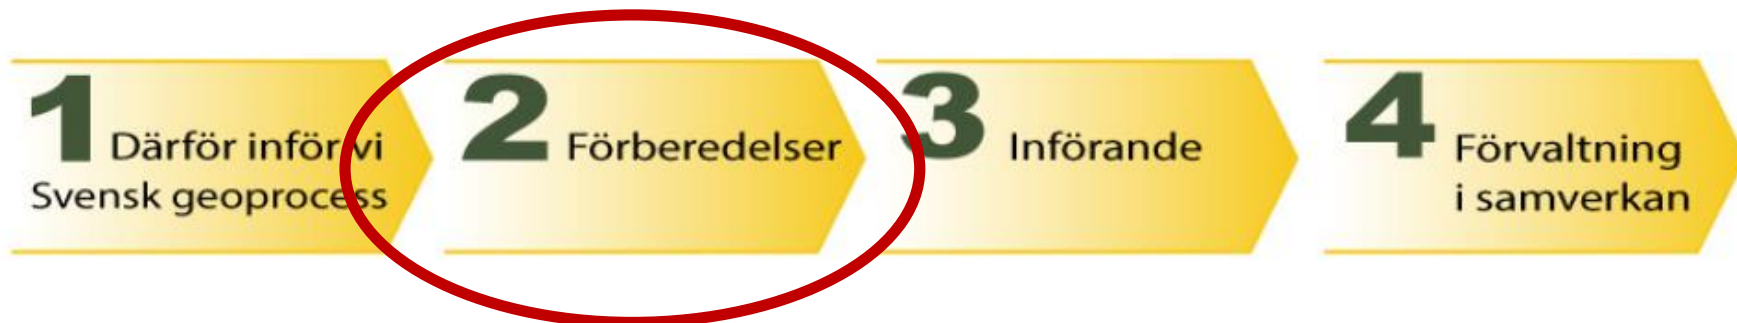 1 Därför inför vi
Svensk geoprocess
2 Förberedelser
3 Införande
4 Förvaltning
i samverkan